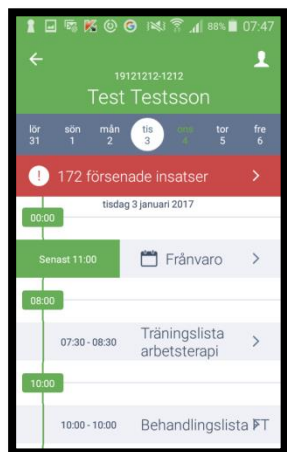 88% 07:47
19121212-1212
Test Testsson
lör sön mån tis ons tor fre
31 1 2 3 4 5 6
! 172 försenade insatser
tisdag 3 januari 2017
00:00
Senast 11:00 Frånvaro
08:00
07:30 - 08:30 Träningslista
arbetsterapi
10:00
10:00 - 10:00 Behandlingslista FT